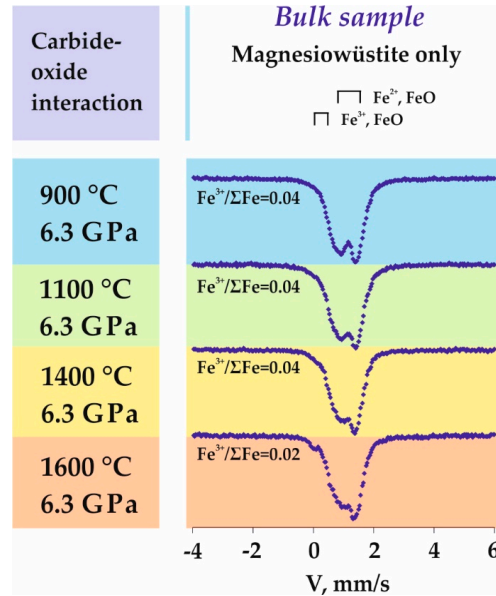 Carbide-
oxide
interaction
Bulk sample
Magnesiowüstite only
Fe²⁺, FeO
Fe³⁺, FeO
900 °C
6.3 GPa
Fe³⁺/ΣFe=0.04
1100 °C
6.3 GPa
Fe³⁺/ΣFe=0.04
1400 °C
6.3 GPa
Fe³⁺/ΣFe=0.04
1600 °C
6.3 GPa
Fe³⁺/ΣFe=0.02
-4 -2 0 2 4 6
V, mm/s